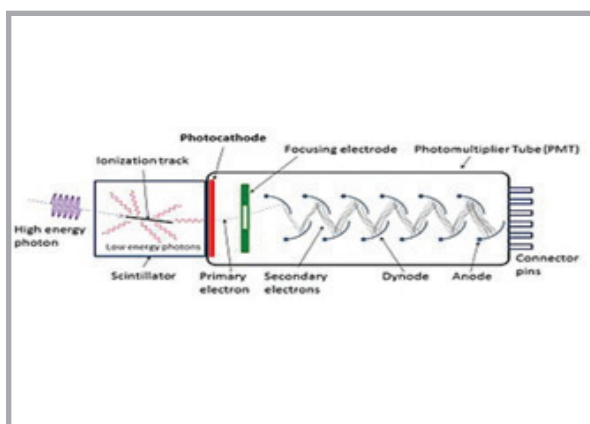 Photocathode
Focusing electrode
Photomultiplier Tube (PMT)
Ionization track
High energy
photon
Low energy photons
Scintillator
Primary
electron
Secondary
electrons
Dynode
Anode
Connector
pins